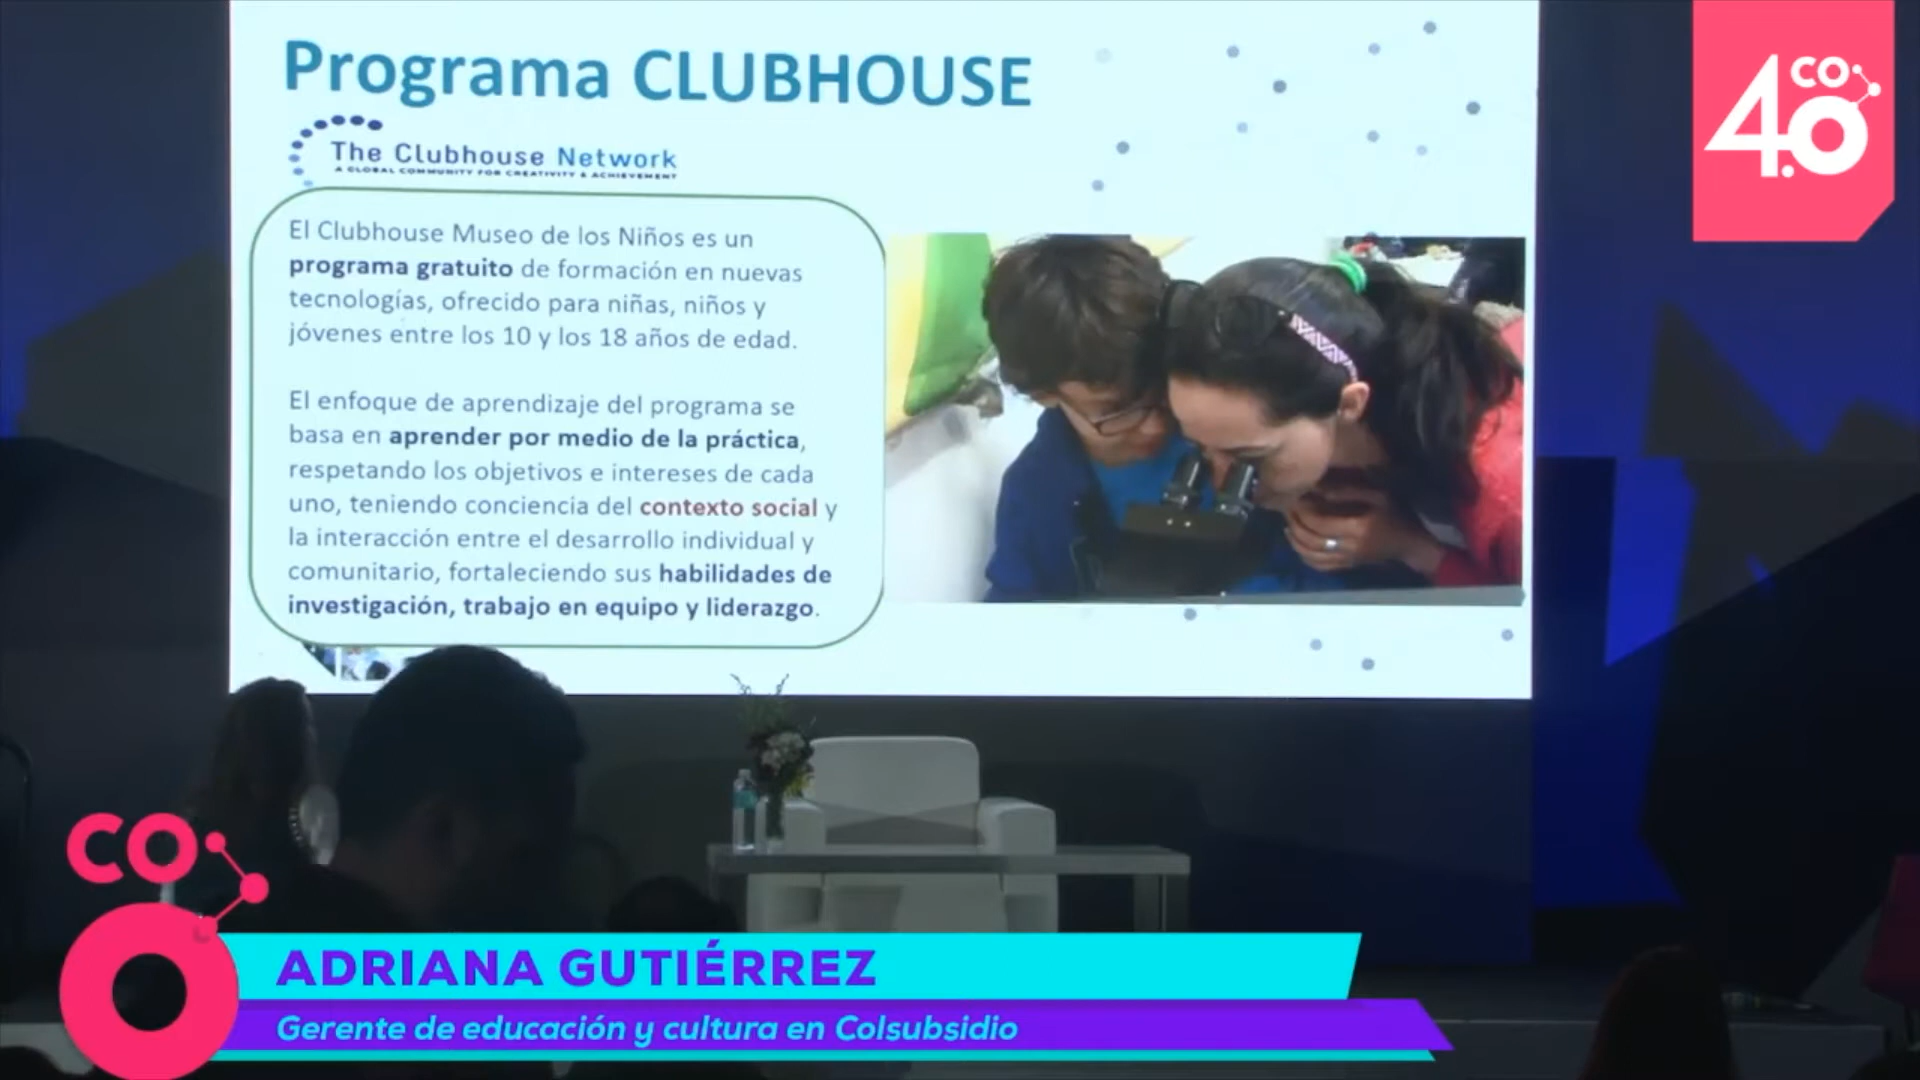 Programa CLUBHOUSE
The Clubhouse Network
A GLOBAL COMMUNITY FOR CREATIVITY & ACHIEVEMENT
El Clubhouse Museo de los Niños es un
programa gratuito de formación en nuevas
tecnologías, ofrecido para niñas, niños y
jóvenes entre los 10 y los 18 años de edad.
El enfoque de aprendizaje del programa se
basa en aprender por medio de la práctica,
respetando los objetivos e intereses de cada
uno, teniendo conciencia del contexto social y
la interacción entre el desarrollo individual y
comunitario, fortaleciendo sus habilidades de
investigación, trabajo en equipo y liderazgo.
CO
4.0
CO
ADRIANA GUTIÉRREZ
Gerente de educación y cultura en Colsubsidio